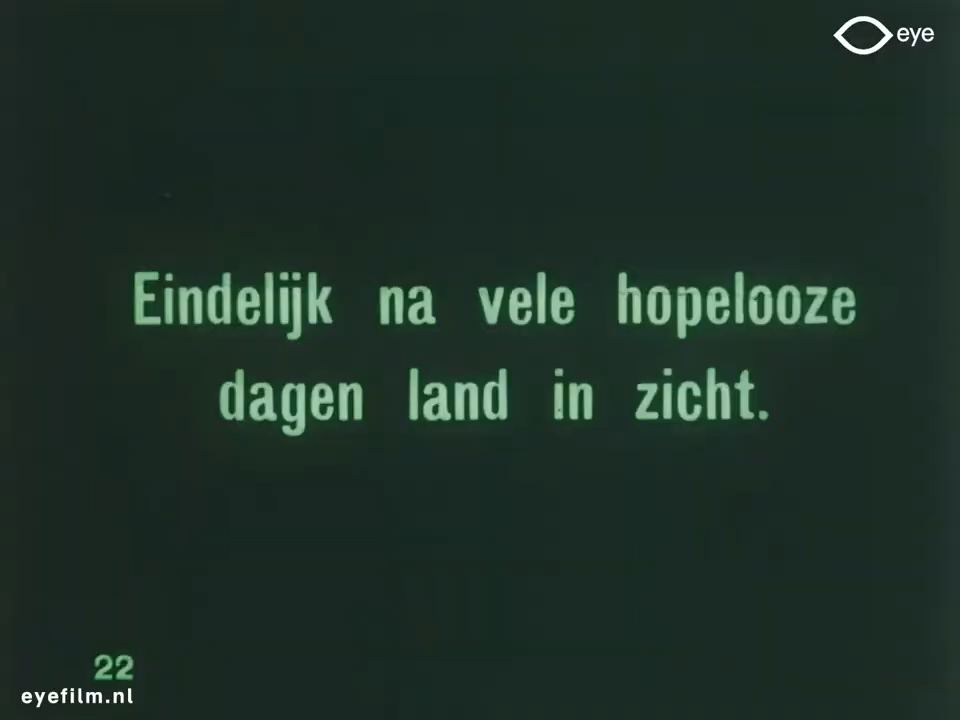 eye
Eindelijk na vele hopelooze
dagen land in zicht.
22
eyefilm.nl